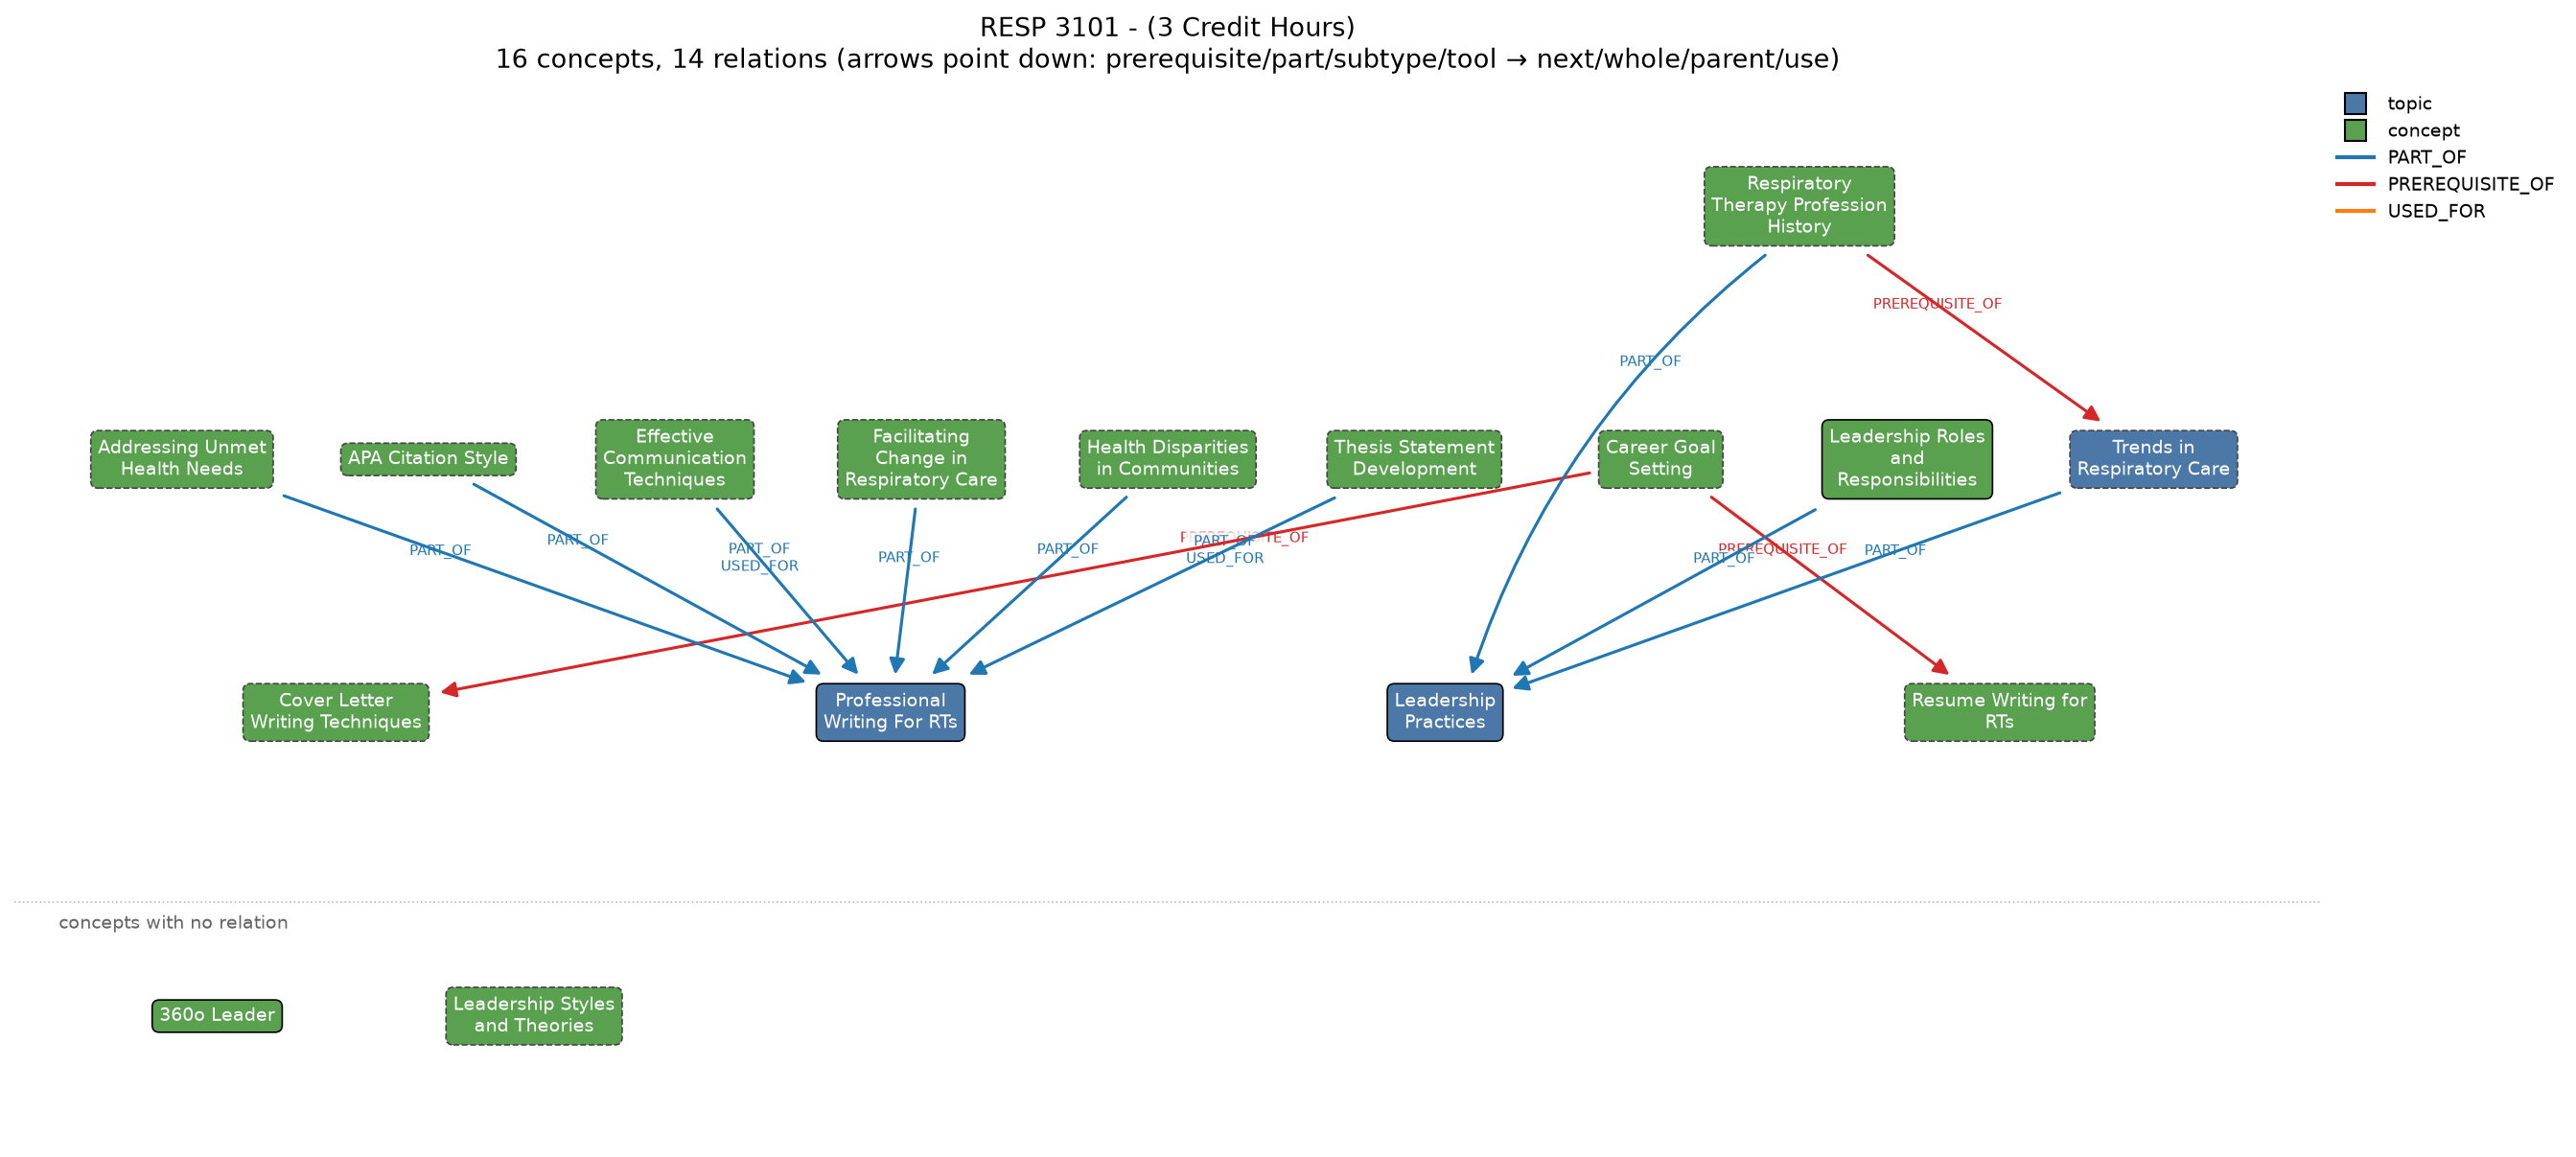 RESP 3101 - (3 Credit Hours)
16 concepts, 14 relations (arrows point down: prerequisite/part/subtype/tool → next/whole/parent/use)
topic
concept
PART_OF
PREREQUISITE_OF
USED_FOR
Respiratory
Therapy Profession
History
PREREQUISITE_OF
PART_OF
Addressing Unmet
Health Needs
APA Citation Style
Effective
Communication
Techniques
Facilitating
Change in
Respiratory Care
Health Disparities
in Communities
Thesis Statement
Development
Career Goal
Setting
Leadership Roles
and
Responsibilities
Trends in
Respiratory Care
PART_OF
PART_OF
PART_OF
USED_FOR
PART_OF
PART_OF
PREREQUISITE_OF
PART_OF
USED_FOR
PART_OF
PREREQUISITE_OF
PART_OF
Cover Letter
Writing Techniques
Professional
Writing For RTs
Leadership
Practices
Resume Writing for
RTs
concepts with no relation
360o Leader
Leadership Styles
and Theories